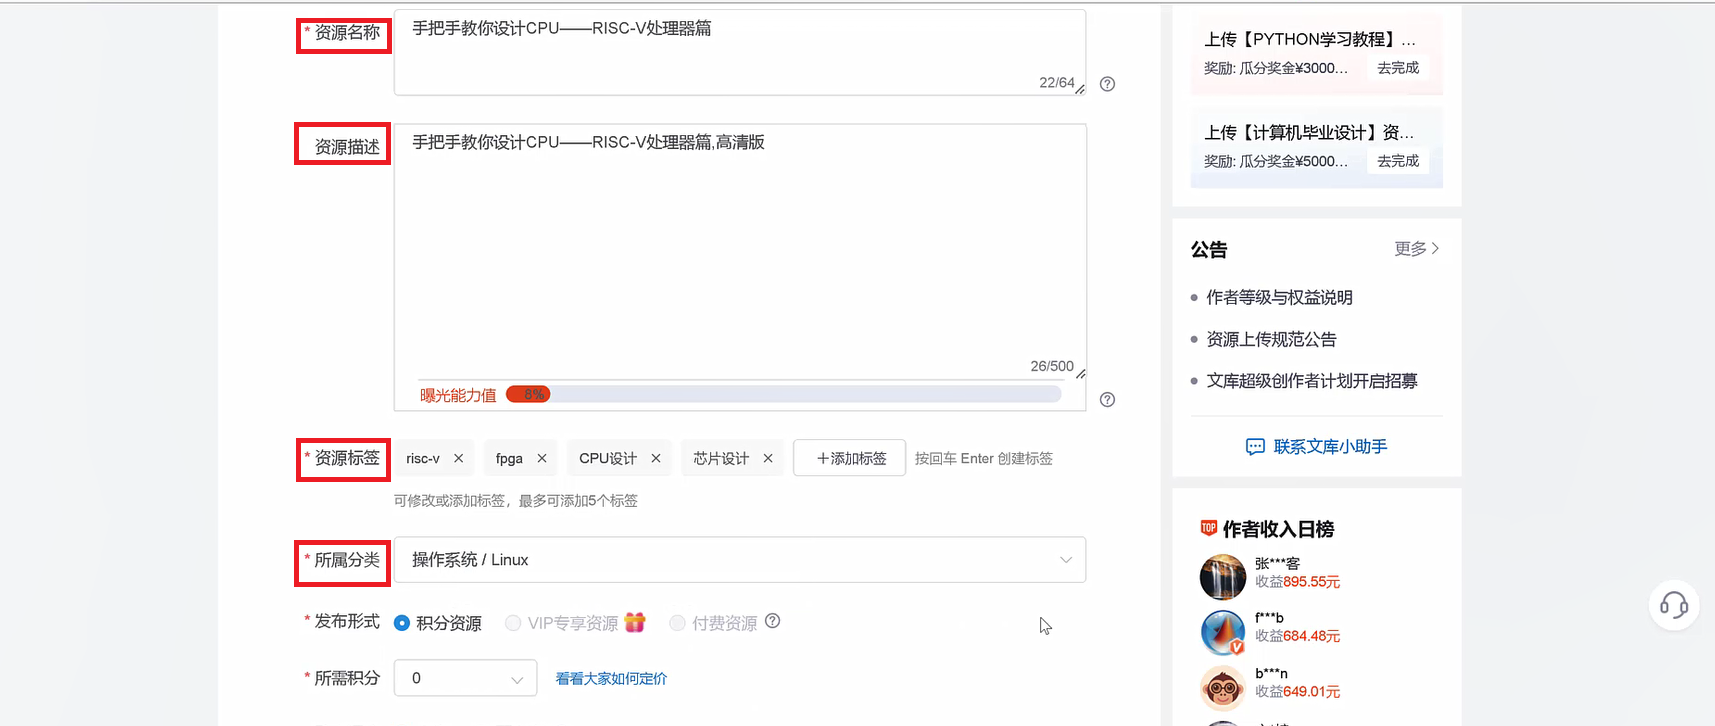 * 资源名称
手把手教你设计CPU——RISC-V处理器篇
22/64
资源描述
手把手教你设计CPU——RISC-V处理器篇,高清版
26/500
曝光能力值 8%
* 资源标签
risc-v × fpga × CPU设计 × 芯片设计 × +添加标签 按回车 Enter 创建标签
可修改或添加标签，最多可添加5个标签
* 所属分类
操作系统 / Linux
* 发布形式 积分资源 VIP专享资源 付费资源
* 所需积分 0 看看大家如何定价
上传【PYTHON学习教程】...
奖励: 瓜分奖金¥3000... 去完成
上传【计算机毕业设计】资...
奖励: 瓜分奖金¥5000... 去完成
公告 更多
作者等级与权益说明
资源上传规范公告
文库超级创作者计划开启招募
联系文库小助手
TOP 作者收入日榜
张***客
收益895.55元
f***b
收益684.48元
b***n
收益649.01元